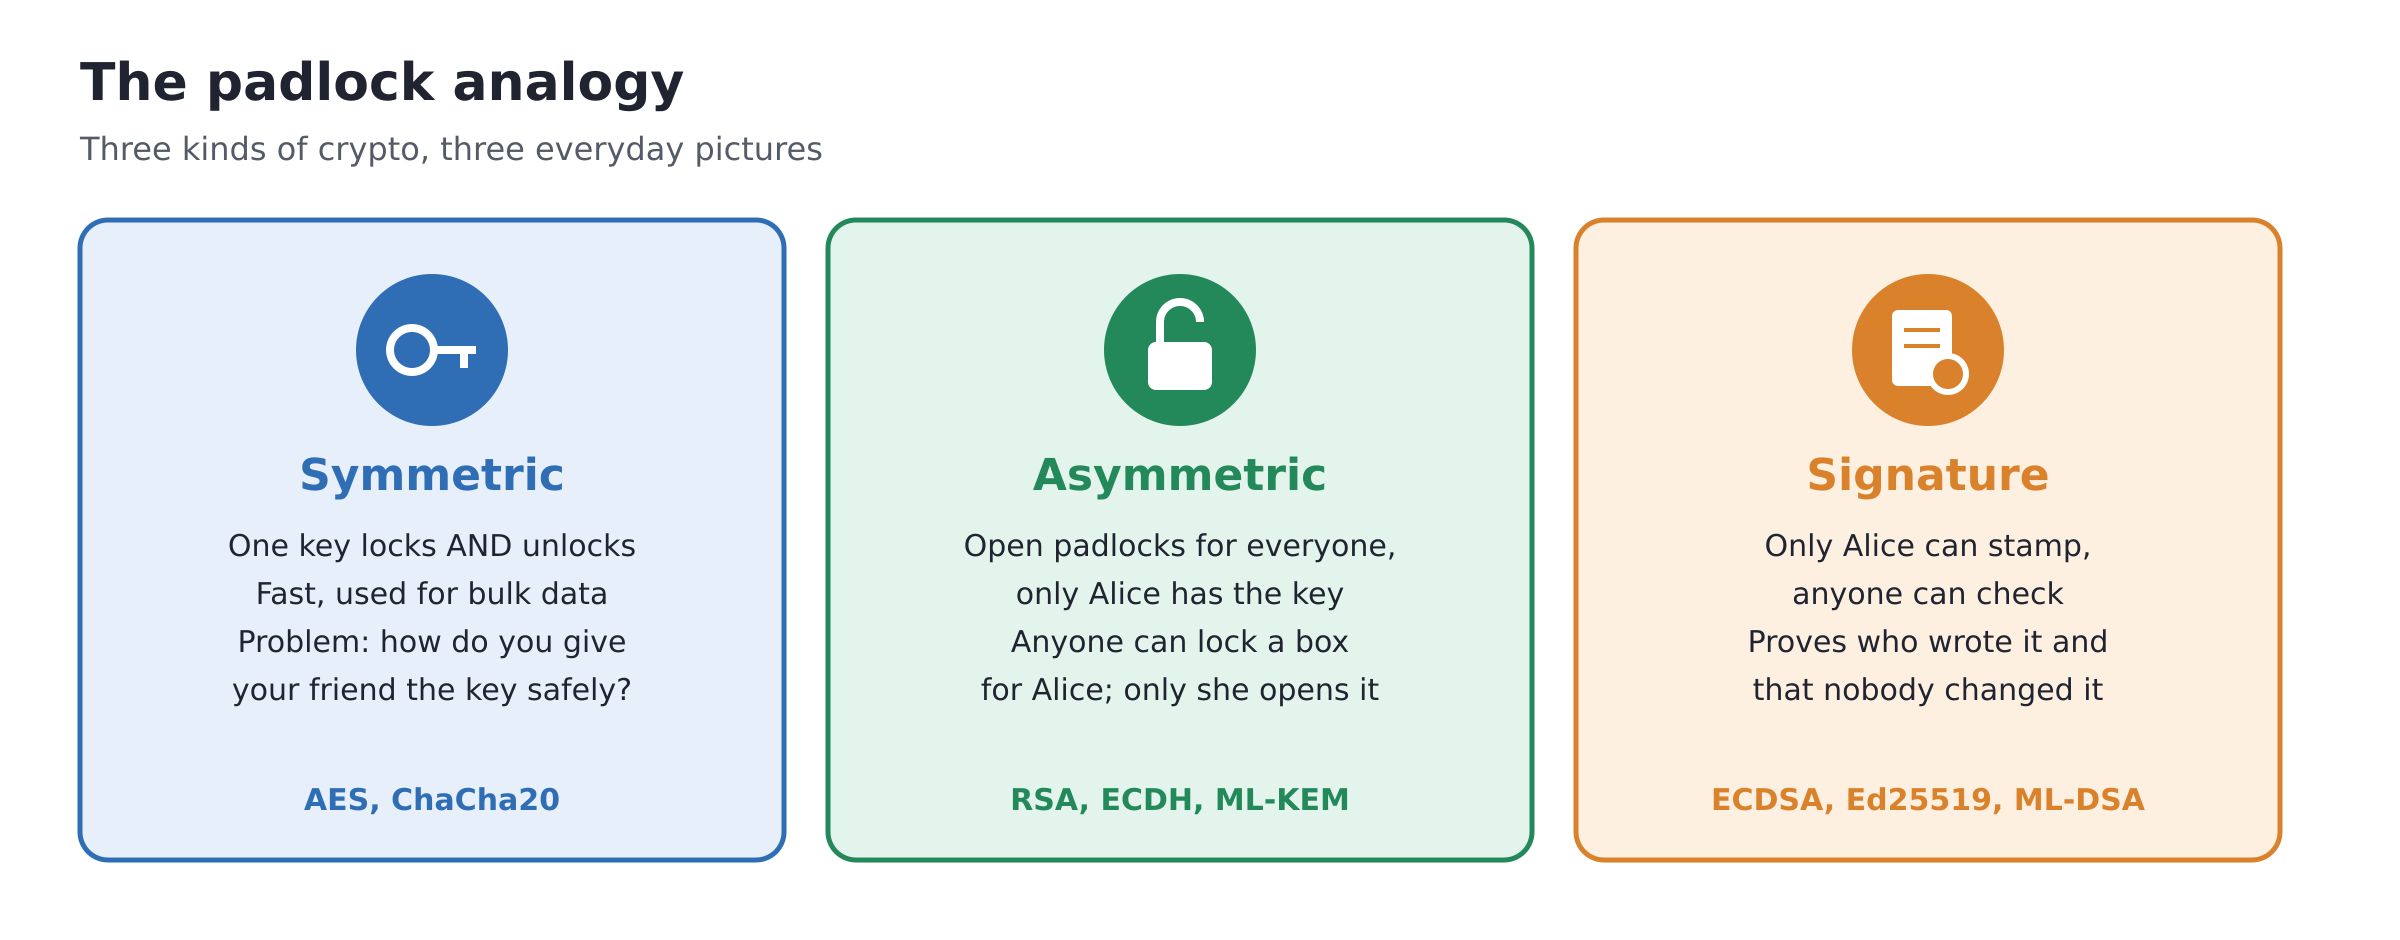 The padlock analogy
Three kinds of crypto, three everyday pictures
Symmetric
One key locks AND unlocks
Fast, used for bulk data
Problem: how do you give
your friend the key safely?
AES, ChaCha20
Asymmetric
Open padlocks for everyone,
only Alice has the key
Anyone can lock a box
for Alice; only she opens it
RSA, ECDH, ML-KEM
Signature
Only Alice can stamp,
anyone can check
Proves who wrote it and
that nobody changed it
ECDSA, Ed25519, ML-DSA